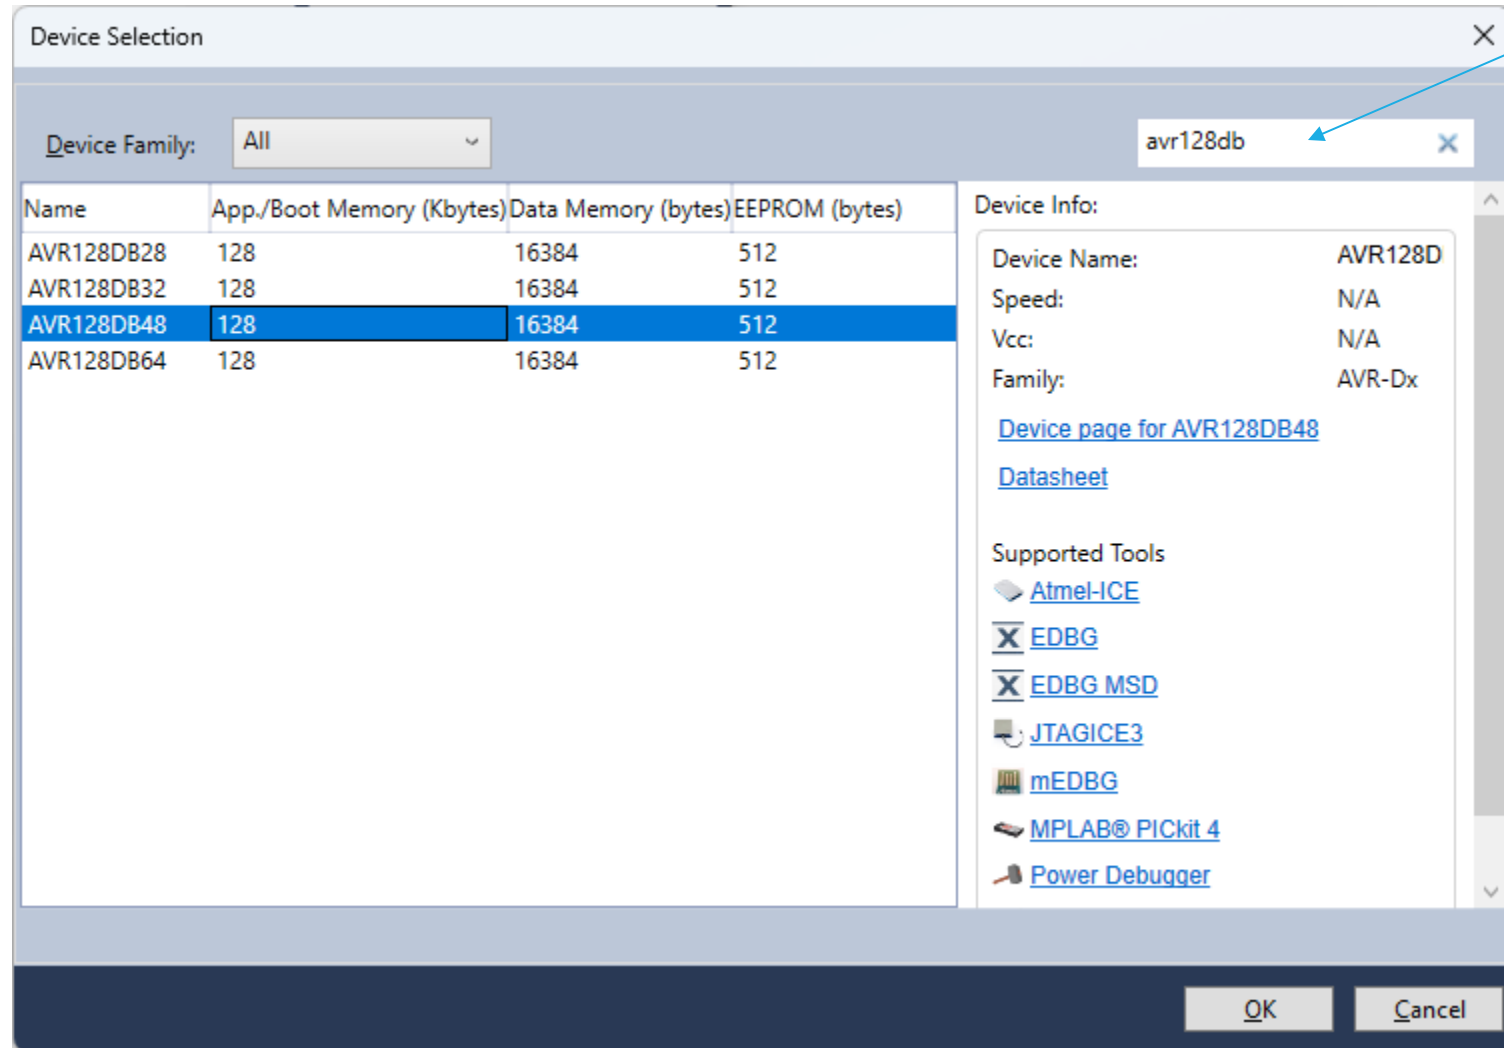 Device Selection
Device Family: All avr128db
Name App./Boot Memory (Kbytes) Data Memory (bytes) EEPROM (bytes)
AVR128DB28 128 16384 512
AVR128DB32 128 16384 512
AVR128DB48 128 16384 512
AVR128DB64 128 16384 512
Device Info:
Device Name: AVR128D
Speed: N/A
Vcc: N/A
Family: AVR-Dx
Device page for AVR128DB48
Datasheet
Supported Tools
Atmel-ICE
EDBG
EDBG MSD
JTAGICE3
mEDBG
MPLAB® PICkit 4
Power Debugger
OK Cancel